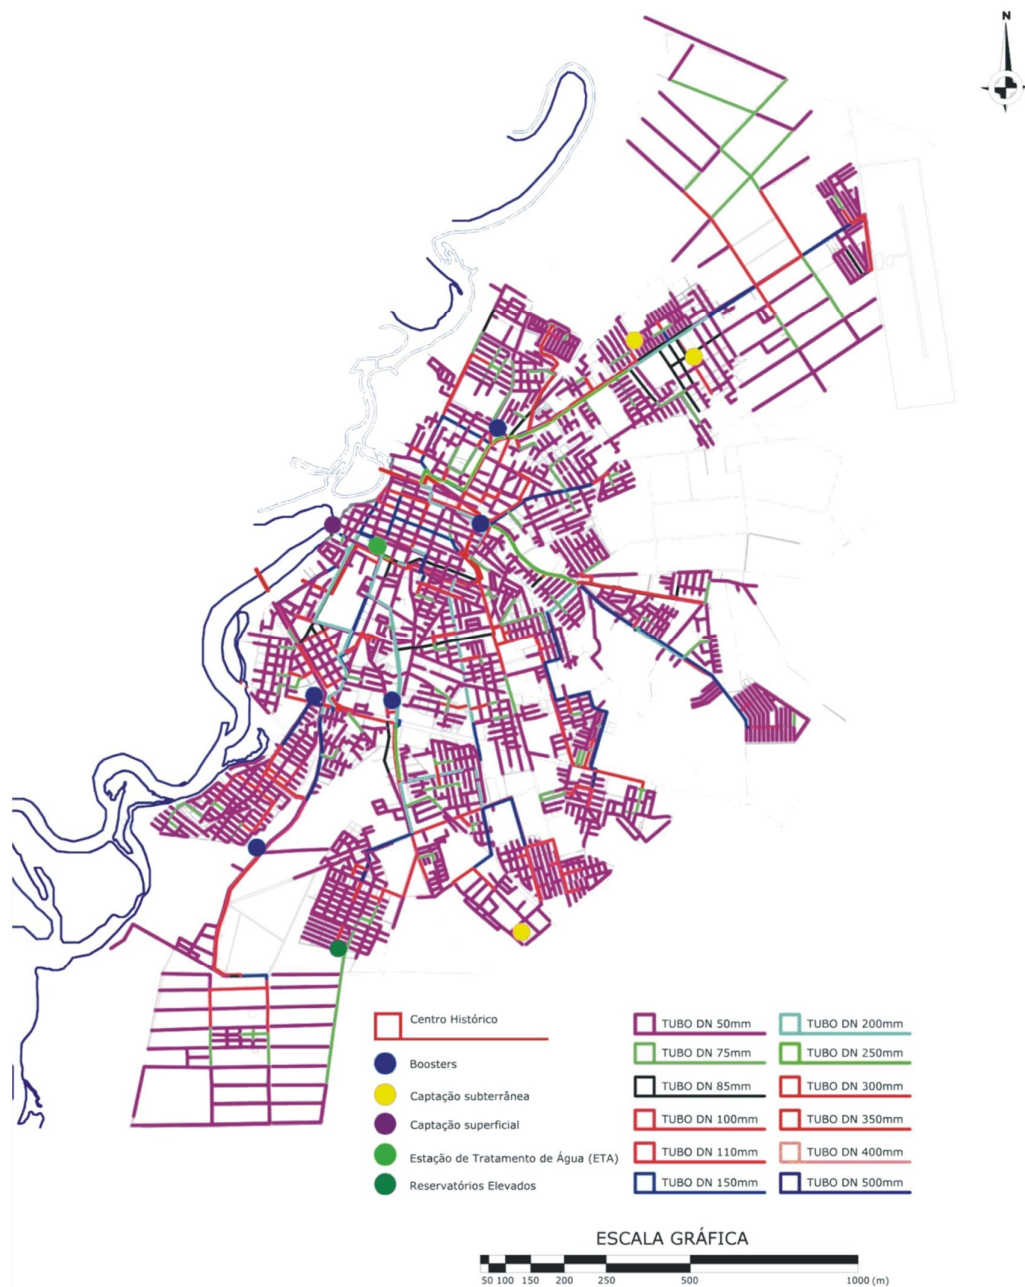 N
Centro Histórico
Boosters
Captação subterrânea
Captação superficial
Estação de Tratamento de Água (ETA)
Reservatórios Elevados
TUBO DN 50mm
TUBO DN 75mm
TUBO DN 85mm
TUBO DN 100mm
TUBO DN 110mm
TUBO DN 150mm
TUBO DN 200mm
TUBO DN 250mm
TUBO DN 300mm
TUBO DN 350mm
TUBO DN 400mm
TUBO DN 500mm
ESCALA GRÁFICA
50 100 150 200 250 500 1000 (m)